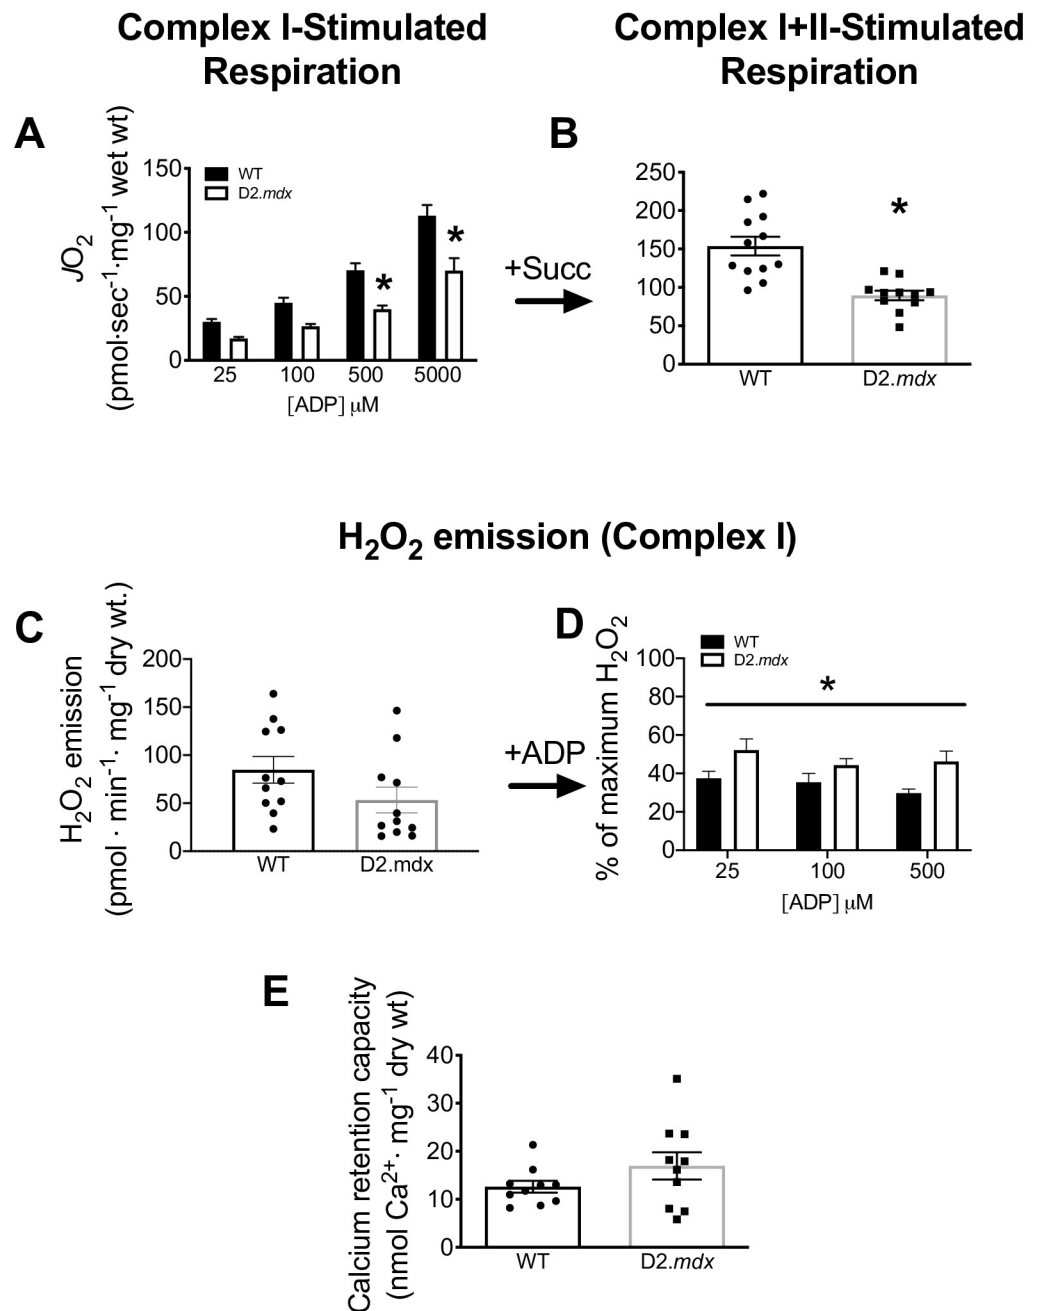 Complex I-Stimulated
Respiration
Complex I+II-Stimulated
Respiration
A
JO2
(pmol·sec-1·mg-1 wet wt)
150
100
50
0
WT
D2.mdx
*
*
25 100 500 5000
[ADP] μM
+Succ
B
250
200
150
100
50
0
*
WT D2.mdx
H2O2 emission (Complex I)
C
H2O2 emission
(pmol · min-1· mg-1 dry wt.)
200
150
100
50
0
WT D2.mdx
+ADP
D
% of maximum H2O2
100
80
60
40
20
0
WT
D2.mdx
*
25 100 500
[ADP] μM
E
Calcium retention capacity
(nmol Ca2+· mg-1 dry wt)
40
30
20
10
0
WT D2.mdx